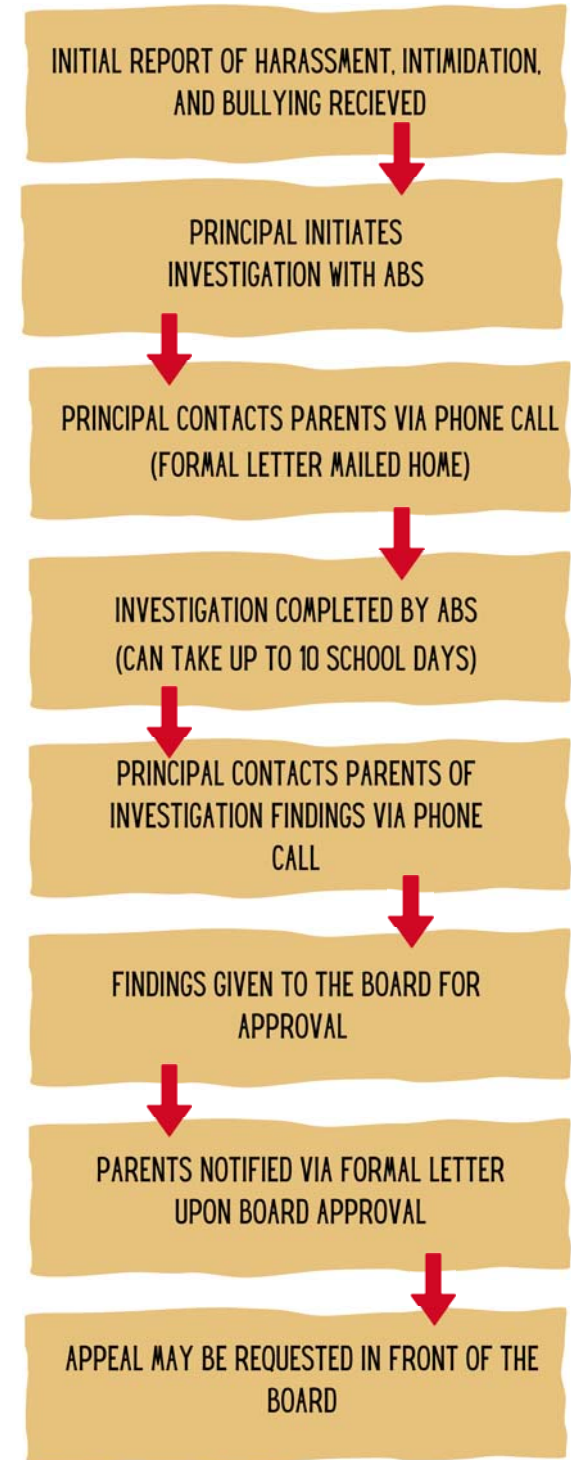 INITIAL REPORT OF HARASSMENT, INTIMIDATION,
AND BULLYING RECIEVED
PRINCIPAL INITIATES
INVESTIGATION WITH ABS
PRINCIPAL CONTACTS PARENTS VIA PHONE CALL
(FORMAL LETTER MAILED HOME)
INVESTIGATION COMPLETED BY ABS
(CAN TAKE UP TO 10 SCHOOL DAYS)
PRINCIPAL CONTACTS PARENTS OF
INVESTIGATION FINDINGS VIA PHONE
CALL
FINDINGS GIVEN TO THE BOARD FOR
APPROVAL
PARENTS NOTIFIED VIA FORMAL LETTER
UPON BOARD APPROVAL
APPEAL MAY BE REQUESTED IN FRONT OF THE
BOARD